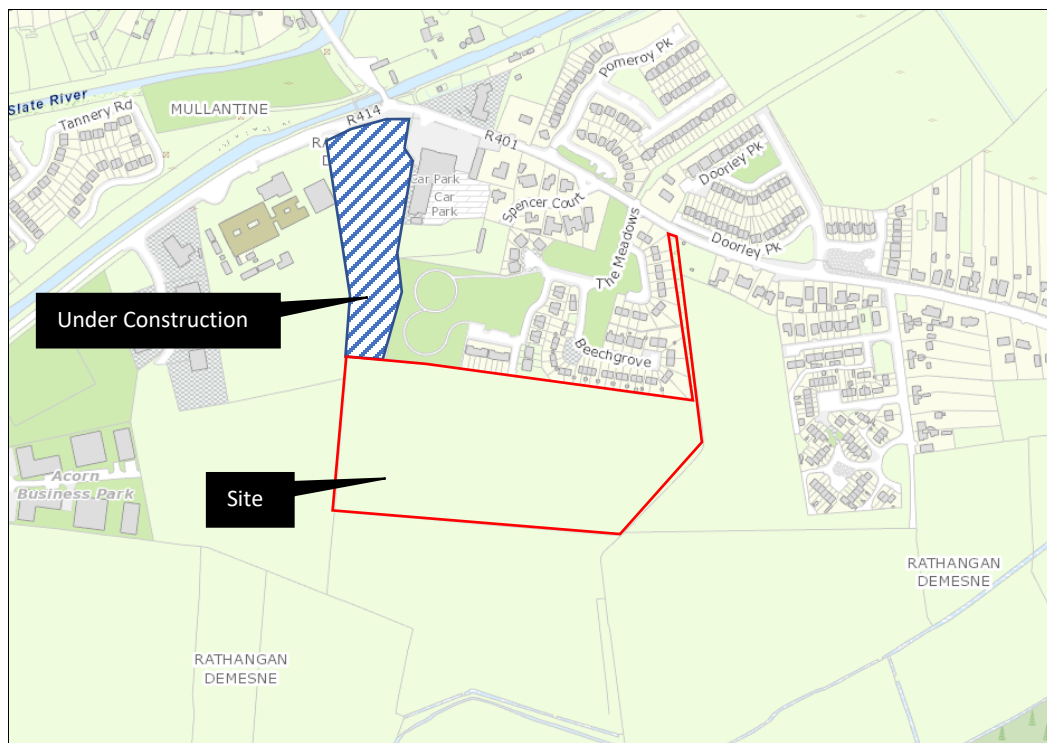 Pomeroy Pk
Slate River
Tannery Rd
MULLANTINE
R414
R401
Doorley Pk
Car Park
Car
Park
Spencer Court
The Meadows
Doorley Pk
Under Construction
Beechgrove
Acorn
Business Park
Site
RATHANGAN
DEMESNE
RATHANGAN
DEMESNE